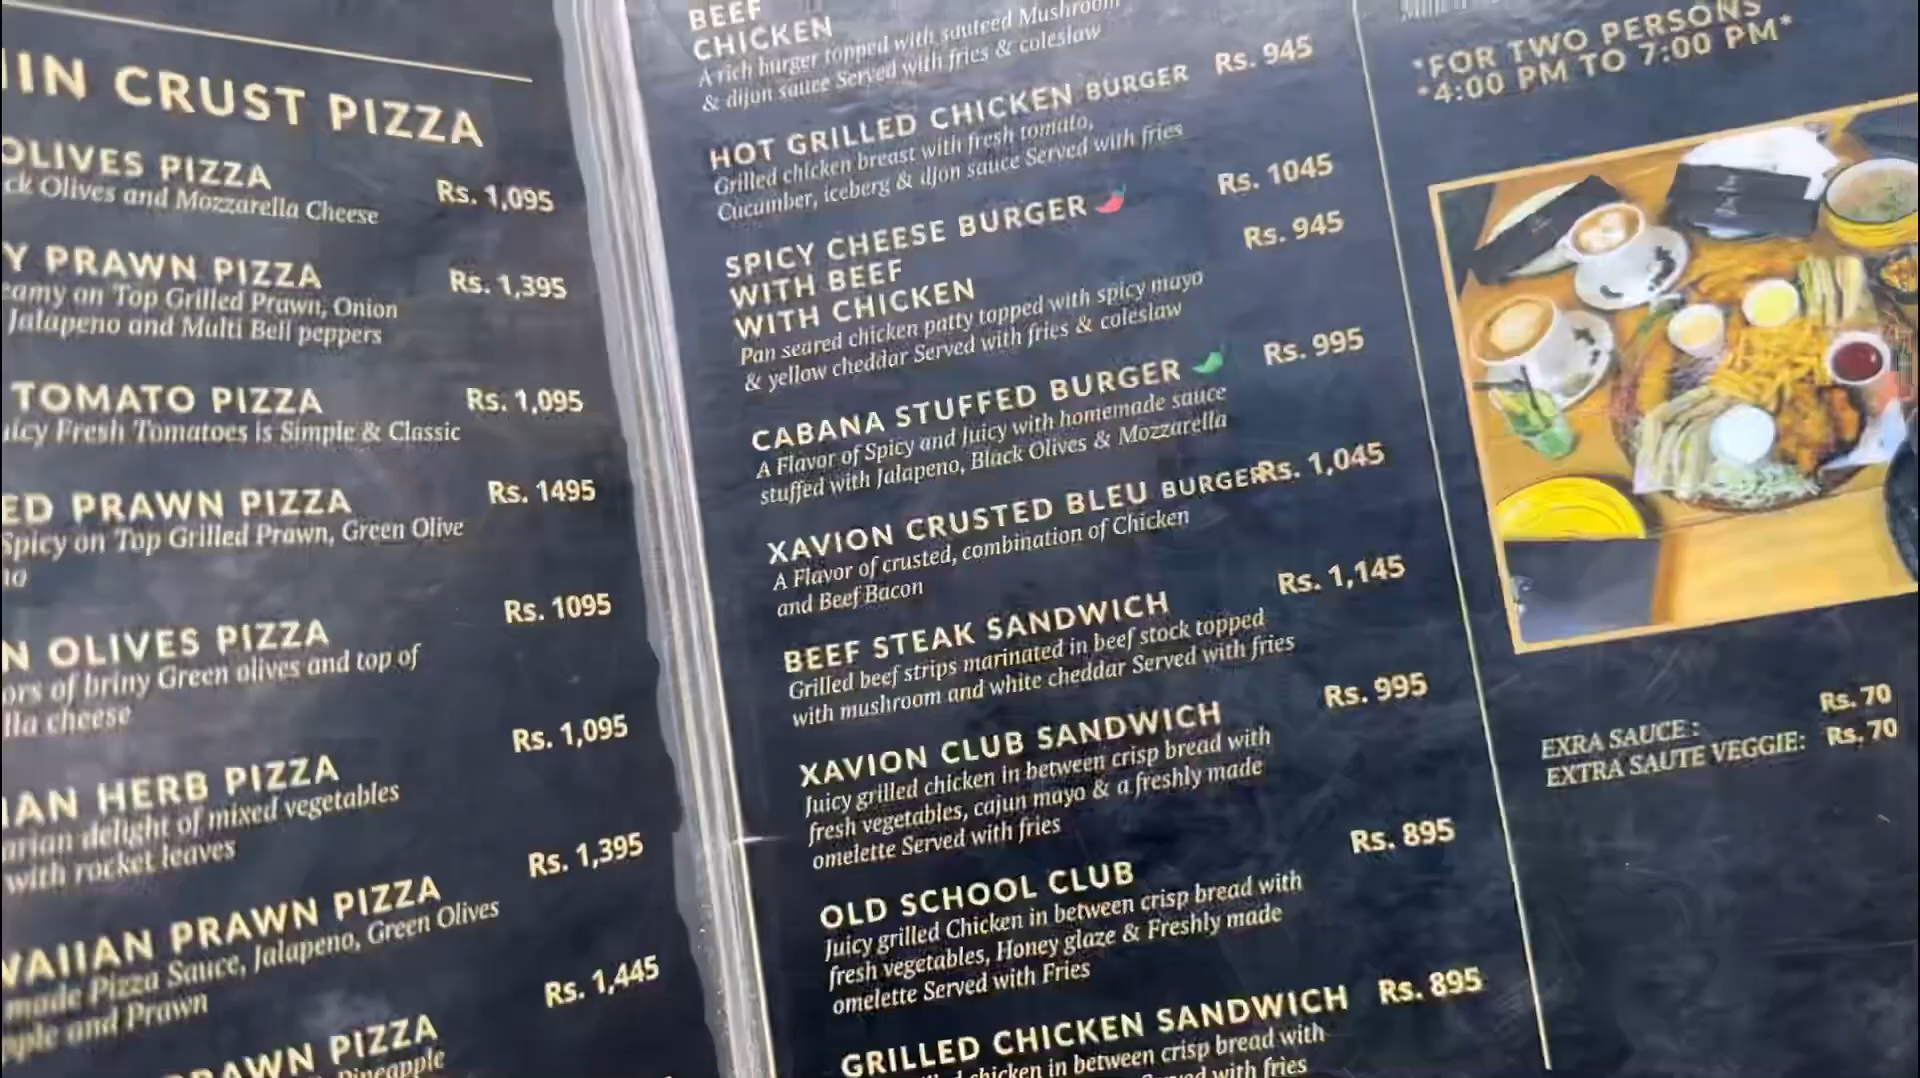 IN CRUST PIZZA
OLIVES PIZZA Rs. 1,095
Olives and Mozzarella Cheese
PRAWN PIZZA Rs. 1,395
on Top Grilled Prawn, Onion
Jalapeno and Multi Bell peppers
TOMATO PIZZA Rs. 1,095
Fresh Tomatoes is Simple & Classic
PRAWN PIZZA Rs. 1495
Spicy on Top Grilled Prawn, Green Olive
OLIVES PIZZA Rs. 1095
of briny Green olives and top of
cheese
HERB PIZZA Rs. 1,095
delight of mixed vegetables
with rocket leaves
PRAWN PIZZA Rs. 1,395
Pizza Sauce, Jalapeno, Green Olives
and Prawn
PRAWN PIZZA Rs. 1,445
Pineapple
BEEF
CHICKEN
A rich burger topped with sauteed Mushroom
& dijon sauce Served with fries & coleslaw
HOT GRILLED CHICKEN BURGER Rs. 945
Grilled chicken breast with fresh tomato,
Cucumber, iceberg & dijon sauce Served with fries
SPICY CHEESE BURGER
WITH BEEF Rs. 1045
WITH CHICKEN Rs. 945
Pan seared chicken patty topped with spicy mayo
& yellow cheddar Served with fries & coleslaw
CABANA STUFFED BURGER Rs. 995
A Flavor of Spicy and Juicy with homemade sauce
stuffed with Jalapeno, Black Olives & Mozzarella
XAVION CRUSTED BLEU BURGER Rs. 1,045
A Flavor of crusted, combination of Chicken
and Beef Bacon
BEEF STEAK SANDWICH Rs. 1,145
Grilled beef strips marinated in beef stock topped
with mushroom and white cheddar Served with fries
XAVION CLUB SANDWICH Rs. 995
Juicy grilled chicken in between crisp bread with
fresh vegetables, cajun mayo & a freshly made
omelette Served with fries
OLD SCHOOL CLUB Rs. 895
Juicy grilled Chicken in between crisp bread with
fresh vegetables, Honey glaze & Freshly made
omelette Served with Fries
GRILLED CHICKEN SANDWICH Rs. 895
chicken in between crisp bread with
with fries
*FOR TWO PERSONS
*4:00 PM TO 7:00 PM*
EXRA SAUCE : Rs. 70
EXTRA SAUTE VEGGIE: Rs. 70